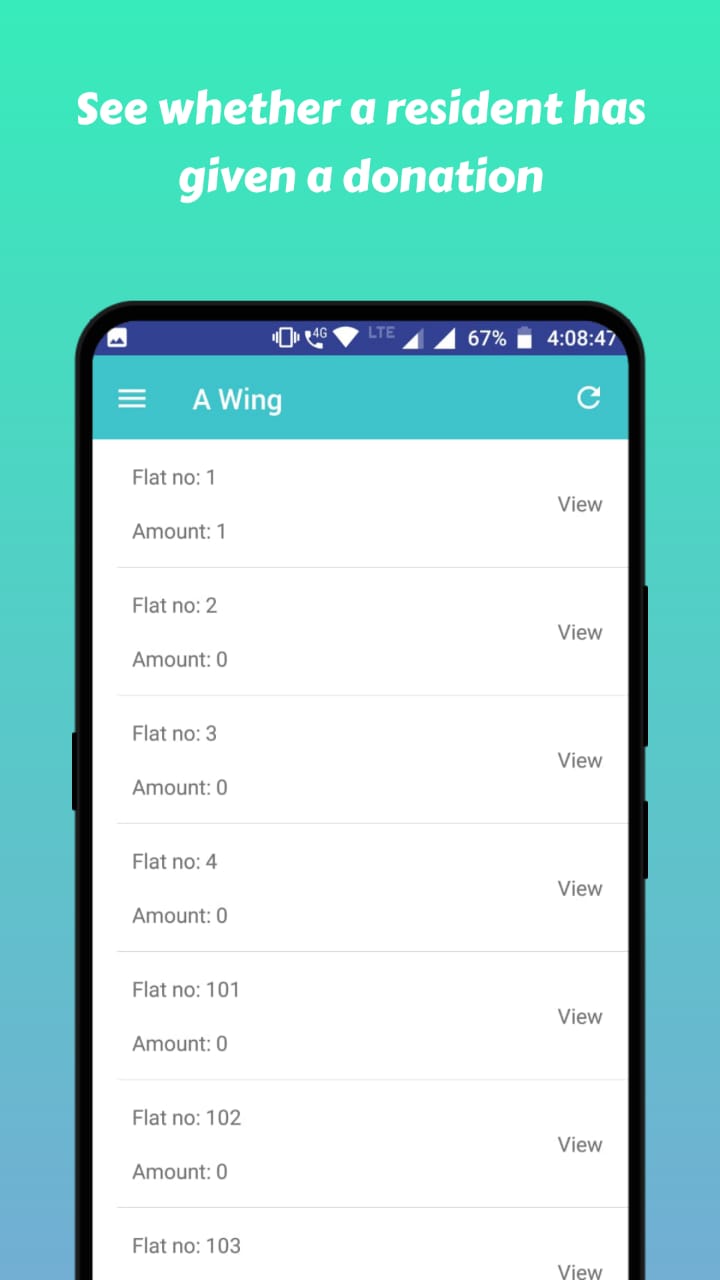 See whether a resident has
given a donation
4G LTE 67% 4:08:47
A Wing
Flat no: 1
View
Amount: 1
Flat no: 2
View
Amount: 0
Flat no: 3
View
Amount: 0
Flat no: 4
View
Amount: 0
Flat no: 101
View
Amount: 0
Flat no: 102
View
Amount: 0
Flat no: 103
View